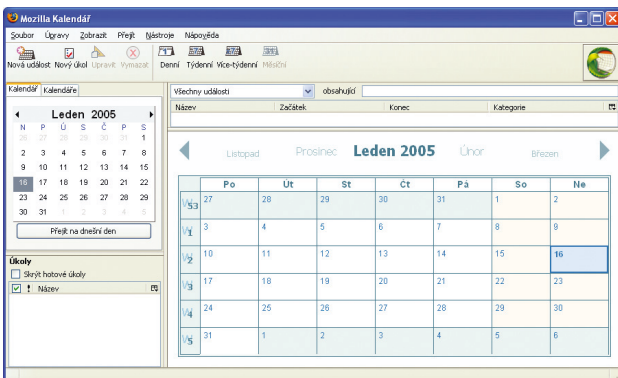 Mozilla Kalendář
Soubor Úpravy Zobrazit Přejít Nástroje Nápověda
Nová událost Nový úkol Upravit Vymazat Denní Týdenní Více-týdenní Měsíční
Kalendář Kalendáře
Všechny události obsahující
Název Začátek Konec Kategorie
Leden 2005
N P Ú S Č P S
26 27 28 29 30 31 1
2 3 4 5 6 7 8
9 10 11 12 13 14 15
16 17 18 19 20 21 22
23 24 25 26 27 28 29
30 31 1 2 3 4 5
Přejít na dnešní den
Úkoly
Skrýt hotové úkoly
! Název
Listopad Prosinec Leden 2005 Únor Březen
Po Út St Čt Pá So Ne
W53 27 28 29 30 31 1 2
W1 3 4 5 6 7 8 9
W2 10 11 12 13 14 15 16
W3 17 18 19 20 21 22 23
W4 24 25 26 27 28 29 30
W5 31 1 2 3 4 5 6